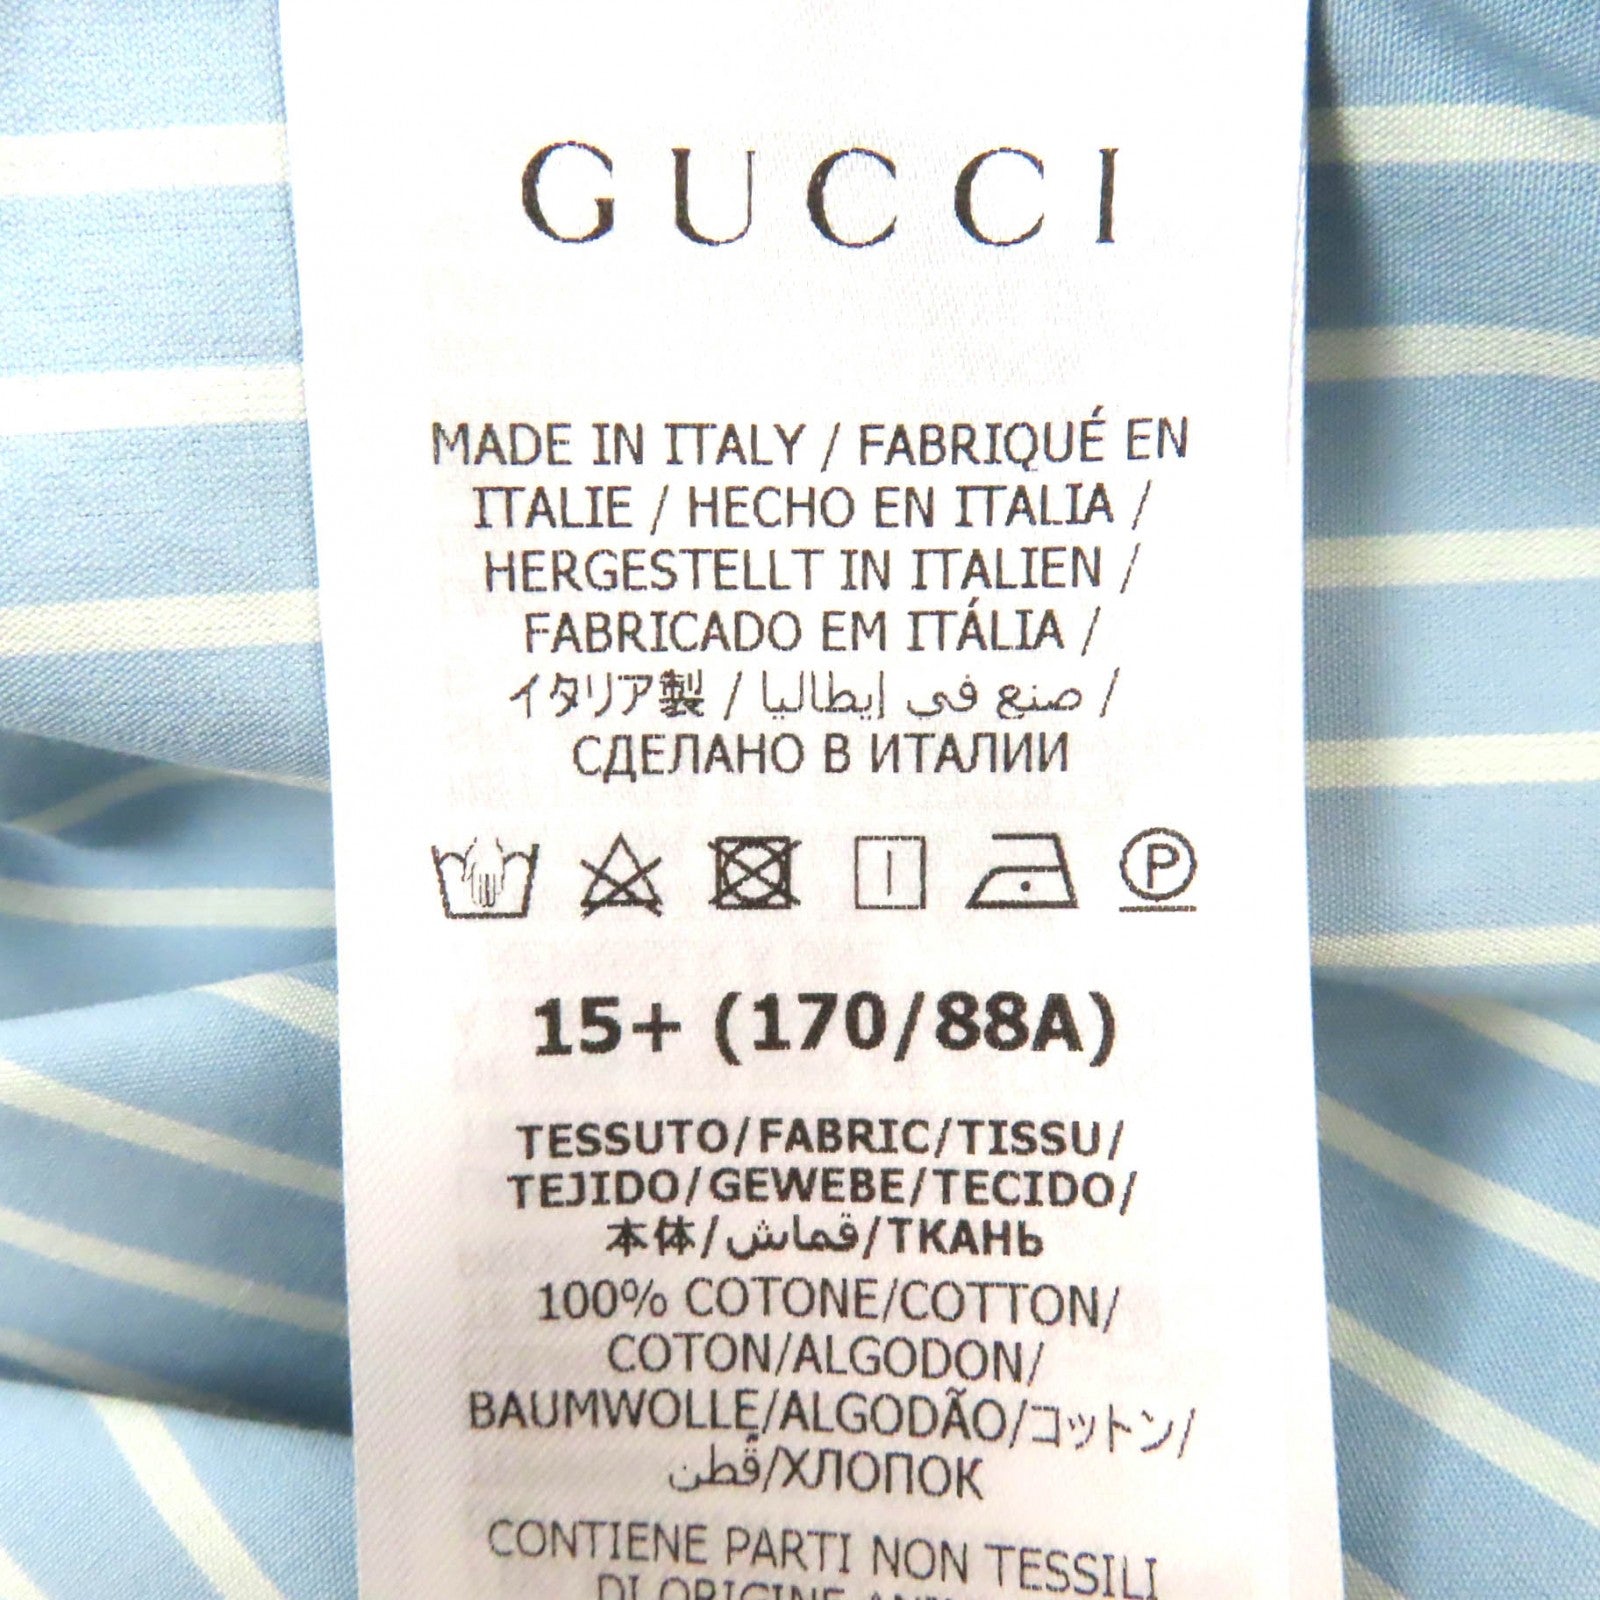 GUCCI
MADE IN ITALY / FABRIQUÉ EN
ITALIE / HECHO EN ITALIA /
HERGESTELLT IN ITALIEN /
FABRICADO EM ITÁLIA /
イタリア製 / صنع في إيطاليا /
СДЕЛАНО В ИТАЛИИ
P
15+ (170/88A)
TESSUTO/FABRIC/TISSU/
TEJIDO/GEWEBE/TECIDO/
本体/قماش/ТКАНЬ
100% COTONE/COTTON/
COTON/ALGODON/
BAUMWOLLE/ALGODÃO/コットン/
قطن/ХЛОПОК
CONTIENE PARTI NON TESSILI
DI ORIGINE